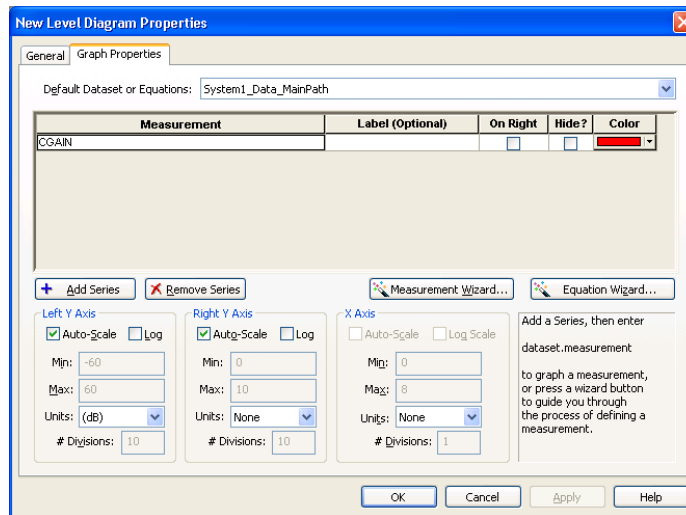 New Level Diagram Properties
General Graph Properties
Default Dataset or Equations: System1_Data_MainPath
Measurement Label (Optional) On Right Hide? Color
CGAIN
Add Series Remove Series Measurement Wizard... Equation Wizard...
Left Y Axis
Auto-Scale Log
Min: -60
Max: 60
Units: (dB)
# Divisions: 10
Right Y Axis
Auto-Scale Log
Min: 0
Max: 10
Units: None
# Divisions: 10
X Axis
Auto-Scale Log Scale
Min: 0
Max: 8
Units: None
# Divisions: 1
Add a Series, then enter
dataset.measurement
to graph a measurement,
or press a wizard button
to guide you through
the process of defining a
measurement.
OK Cancel Apply Help